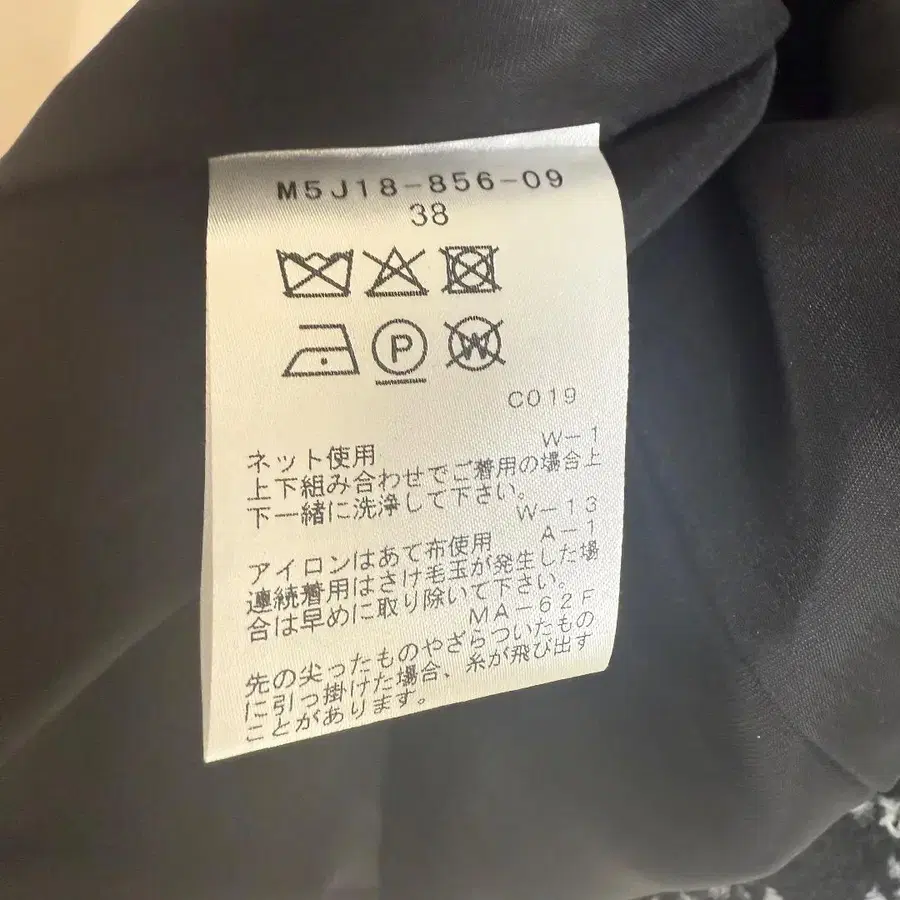 M5J18-856-09
38
P
W
C019
W-1
ネット使用
上下組み合わせでご着用の場合上
下一緒に洗浄して下さい。
W-13
A-1
アイロンはあて布使用
連続着用はさけ毛玉が発生した場
合は早めに取り除いて下さい。
MA-62F
先の尖ったものやざらついたもの
に引っ掛けた場合、糸が飛び出す
ことがあります。